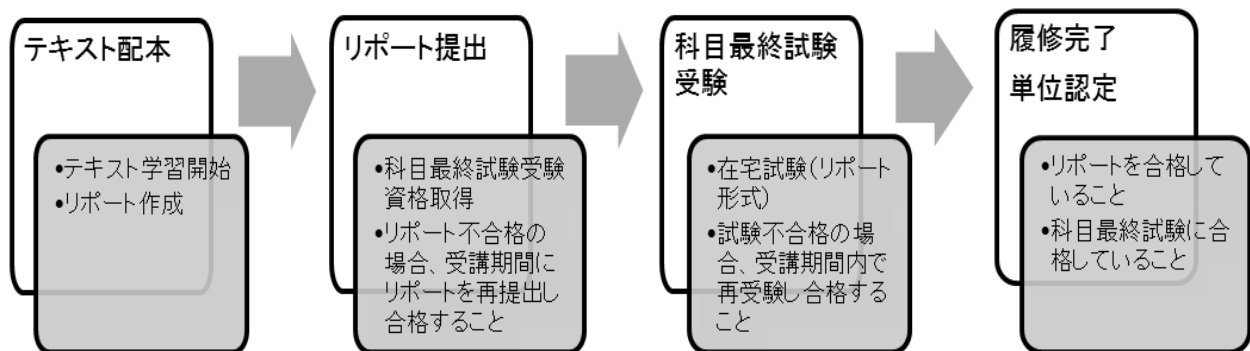 テキスト配本
•テキスト学習開始
•リポート作成
リポート提出
•科目最終試験受験
資格取得
•リポート不合格の
場合、受講期間に
リポートを再提出し
合格すること
科目最終試験
受験
•在宅試験(リポート
形式)
•試験不合格の場
合、受講期間内で
再受験し合格する
こと
履修完了
単位認定
•リポートを合格して
いること
•科目最終試験に合
格していること